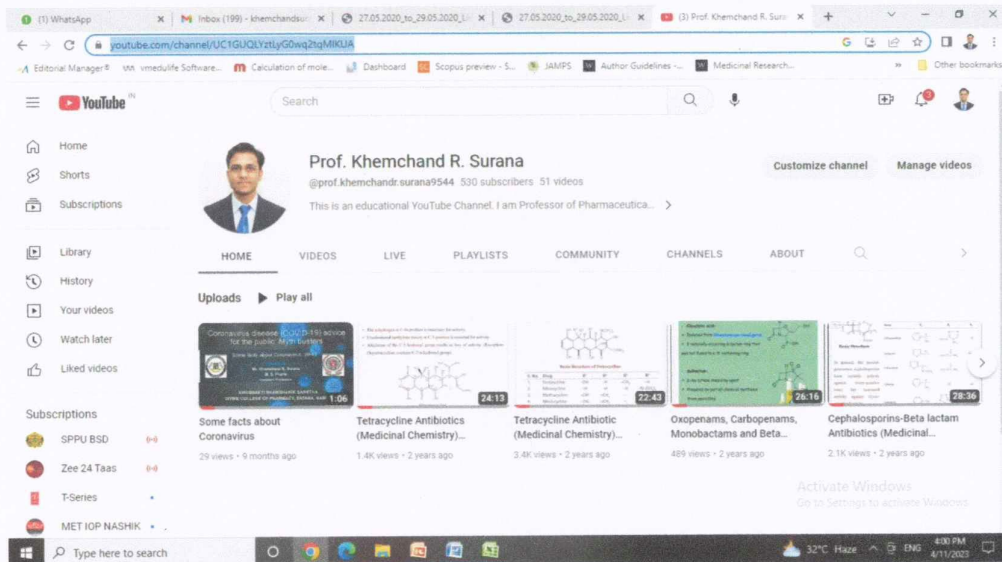 (1) WhatsApp
Inbox (199) - khemchandsur
27.05.2020_to_29.05.2020_Li
27.05.2020_to_29.05.2020_Li
(3) Prof. Khemchand R. Sura
youtube.com/channel/UC1GUQLYztLyG0wq2tgMIKUA
Editorial Manager®
vmedulife Software...
Calculation of mole...
Dashboard
Scopus preview - S...
JAMPS
Author Guidelines -...
Medicinal Research...
Other bookmarks
YouTube IN
Search
Home
Shorts
Subscriptions
Library
History
Your videos
Watch later
Liked videos
Subscriptions
SPPU BSD
Zee 24 Taas
T-Series
MET IOP NASHIK
Prof. Khemchand R. Surana
@prof.khemchandr.surana9544 530 subscribers 51 videos
This is an educational YouTube Channel. I am Professor of Pharmaceutica...
Customize channel
Manage videos
HOME VIDEOS LIVE PLAYLISTS COMMUNITY CHANNELS ABOUT
Uploads Play all
Coronavirus disease (COVID-19) advice
for the public: Myth busters
1:06
Some facts about
Coronavirus
29 views • 9 months ago
24:13
Tetracycline Antibiotics
(Medicinal Chemistry)...
1.4K views • 2 years ago
22:43
Tetracycline Antibiotic
(Medicinal Chemistry)...
3.4K views • 2 years ago
26:16
Oxopenams, Carbopenams,
Monobactams and Beta...
489 views • 2 years ago
28:36
Cephalosporins-Beta lactam
Antibiotics (Medicinal...
2.1K views • 2 years ago
Activate Windows
Go to Settings to activate Windows.
Type here to search
32°C Haze
ENG
4:00 PM
4/11/2023